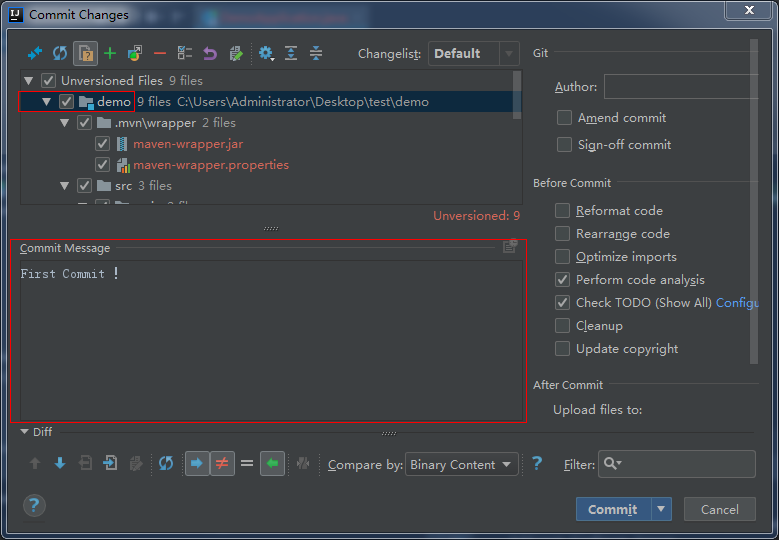 Commit Changes
Changelist: Default
Unversioned Files 9 files
demo 9 files C:\Users\Administrator\Desktop\test\demo
.mvn\wrapper 2 files
maven-wrapper.jar
maven-wrapper.properties
src 3 files
Unversioned: 9
Commit Message
First Commit !
Git
Author:
Amend commit
Sign-off commit
Before Commit
Reformat code
Rearrange code
Optimize imports
Perform code analysis
Check TODO (Show All) Configu
Cleanup
Update copyright
After Commit
Upload files to:
Diff
Compare by: Binary Content ? Filter:
? Commit Cancel